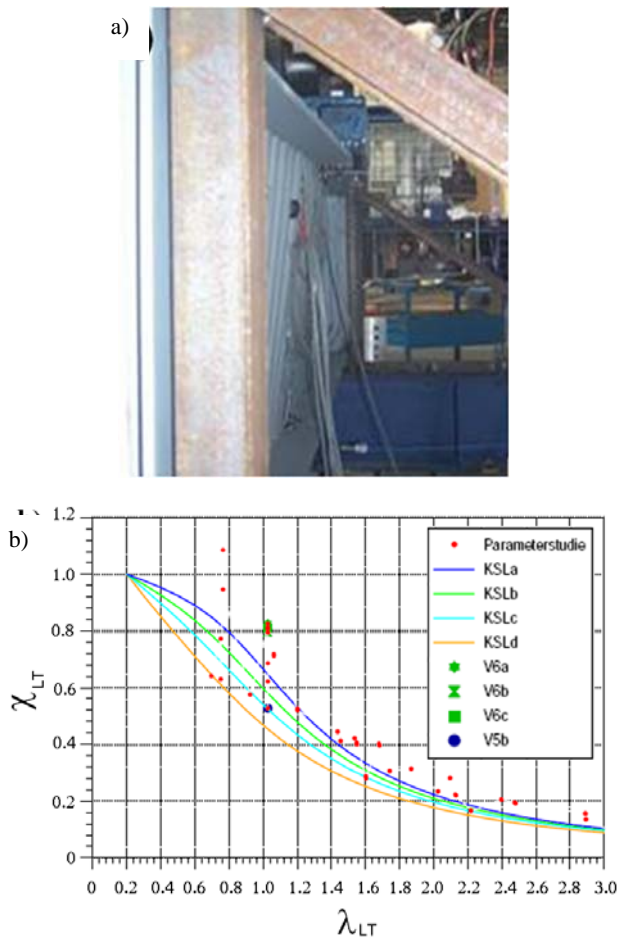 a)
b)
1.2
1.0
0.8
0.6
0.4
0.2
0
χLT
Parameterstudie
KSLa
KSLb
KSLc
KSLd
V6a
V6b
V6c
V5b
0 0.2 0.4 0.6 0.8 1.0 1.2 1.4 1.6 1.8 2.0 2.2 2.4 2.6 2.8 3.0
λLT